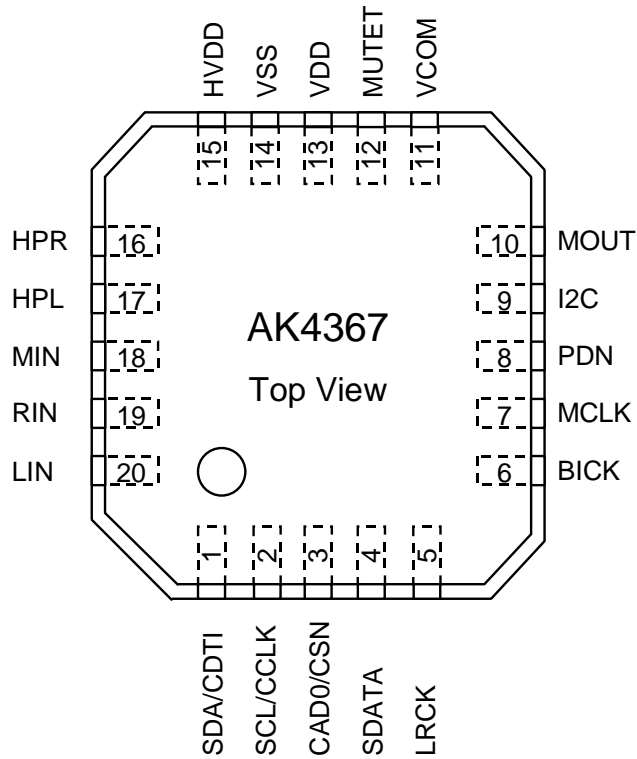 HVDD
VSS
VDD
MUTET
VCOM
15
14
13
12
11
HPR 16
10 MOUT
HPL 17
9 I2C
MIN 18
8 PDN
RIN 19
7 MCLK
LIN 20
6 BICK
AK4367
Top View
1
2
3
4
5
SDA/CDTI
SCL/CCLK
CAD0/CSN
SDATA
LRCK